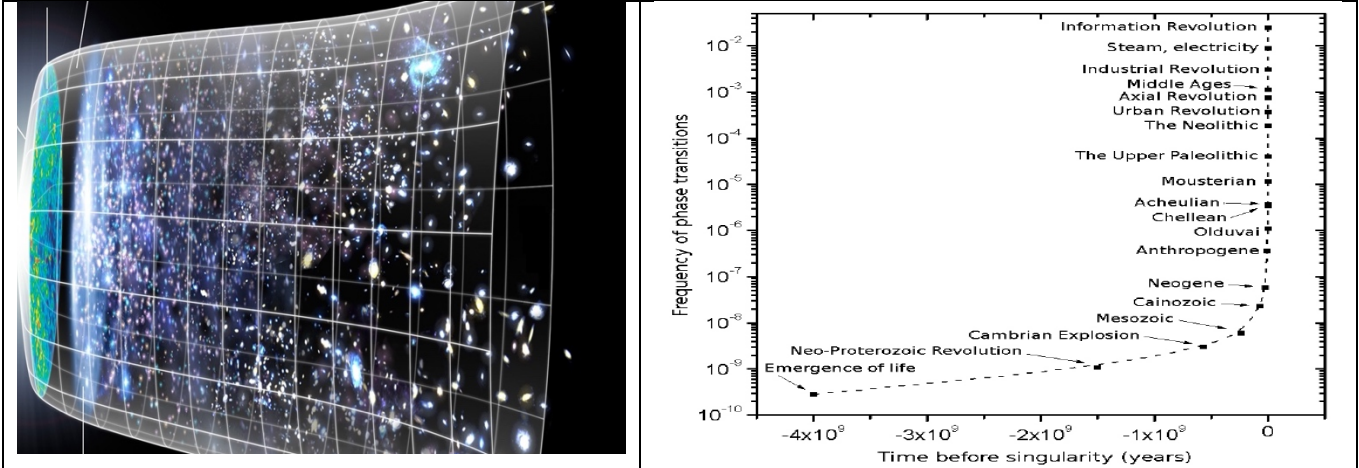 Information Revolution
10⁻²
Steam, electricity
Industrial Revolution
Middle Ages
10⁻³
Axial Revolution
Urban Revolution
The Neolithic
10⁻⁴
The Upper Paleolithic
10⁻⁵
Mousterian
Acheulian
Chellean
10⁻⁶
Olduvai
Anthropogene
10⁻⁷
Neogene
Cainozoic
10⁻⁸
Mesozoic
Cambrian Explosion
Neo-Proterozoic Revolution
10⁻⁹
Emergence of life
10⁻¹⁰
Frequency of phase transitions
-4x10⁹ -3x10⁹ -2x10⁹ -1x10⁹ 0
Time before singularity (years)